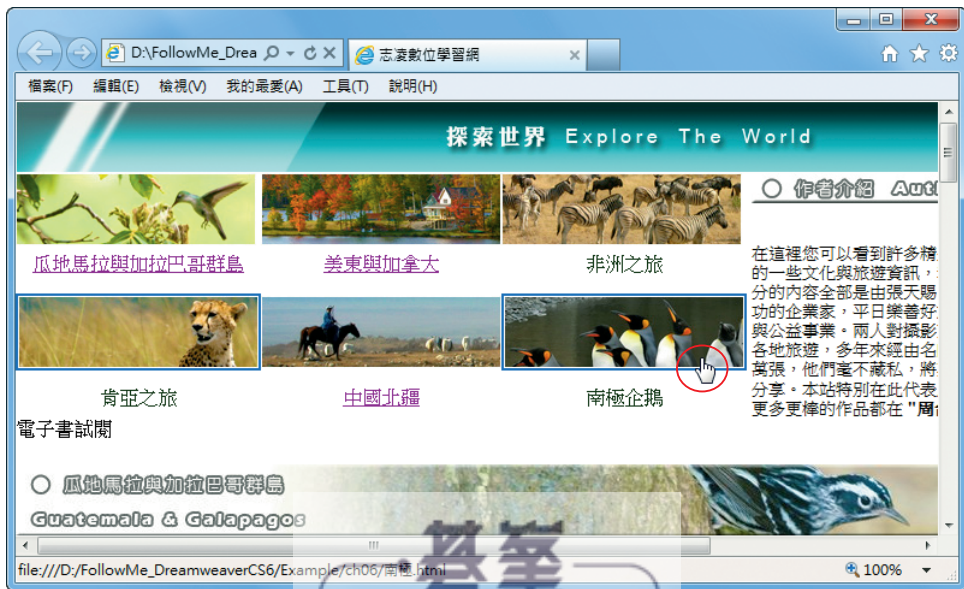 D:\FollowMe_Drea
志凌數位學習網
檔案(F) 編輯(E) 檢視(V) 我的最愛(A) 工具(T) 說明(H)
探索世界 Explore The World
瓜地馬拉與加拉巴哥群島
美東與加拿大
非洲之旅
肯亞之旅
中國北疆
南極企鵝
電子書試閱
作者介紹
在這裡您可以看到許多精
的一些文化與旅遊資訊，
分的內容全部是由張天賜
功的企業家，平日樂善好
與公益事業。兩人對攝影
各地旅遊，多年來經由名
萬張，他們毫不藏私，將
分享。本站特別在此代表
更多更棒的作品都在 "周
瓜地馬拉與加拉巴哥群島
Guatemala & Galapagos
file:///D:/FollowMe_DreamweaverCS6/Example/ch06/南極.html
100%